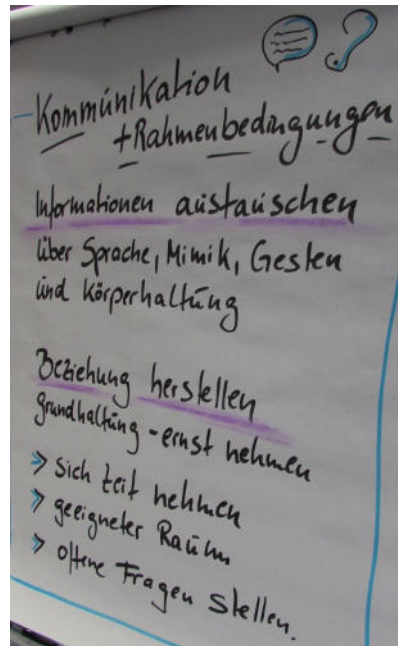 Kommunikation
+Rahmenbedingungen
Informationen austauschen
über Sprache, Mimik, Gesten
und Körperhaltung
Beziehung herstellen
Grundhaltung - ernst nehmen
» Sich Zeit nehmen
» geeigneter Raum
» offene Fragen stellen.